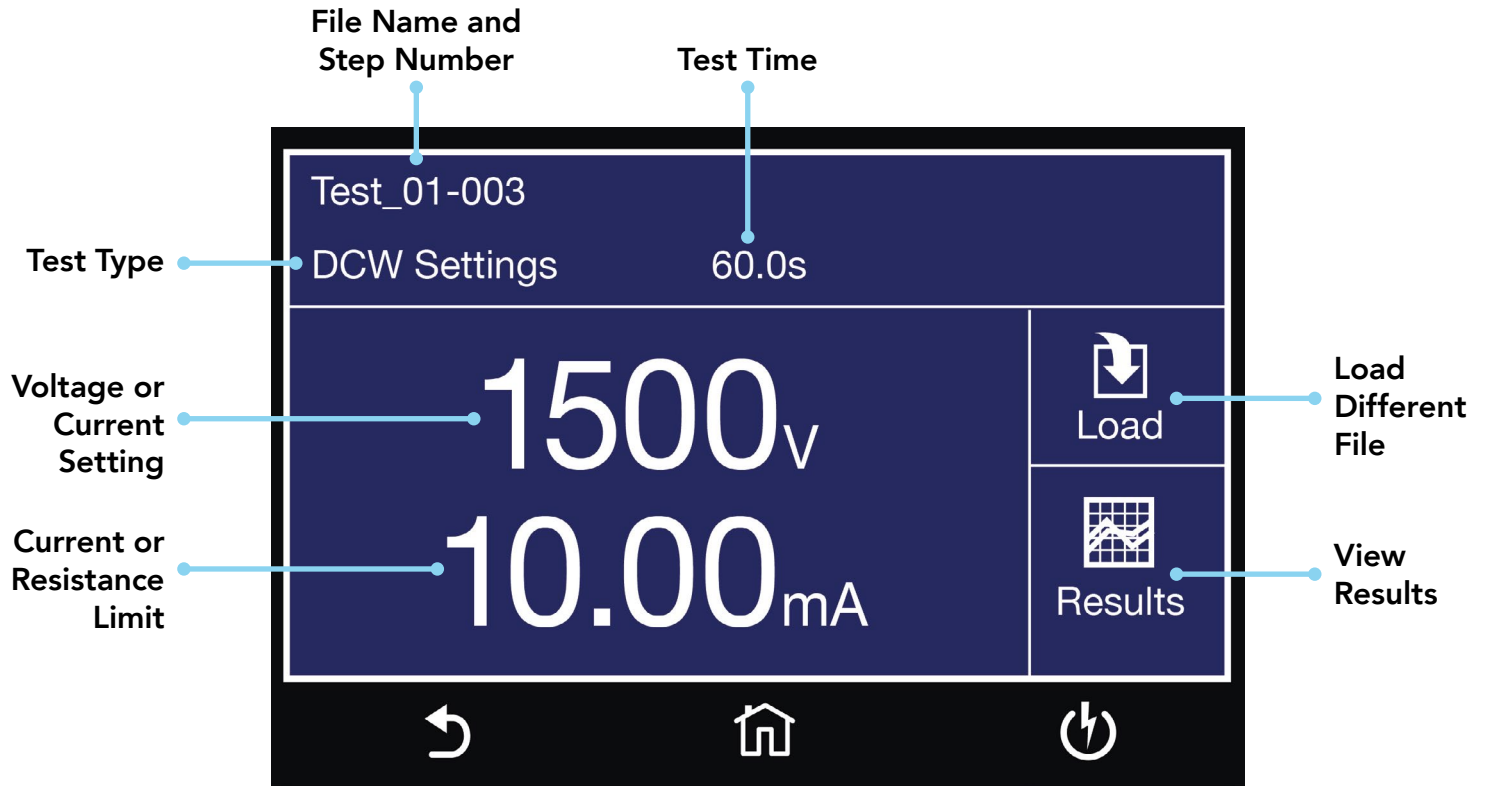 File Name and
Step Number
Test Time
Test_01-003
Test Type
DCW Settings
60.0s
Voltage or
Current
Setting
1500V
Load
Load
Different
File
Current or
Resistance
Limit
10.00mA
Results
View
Results